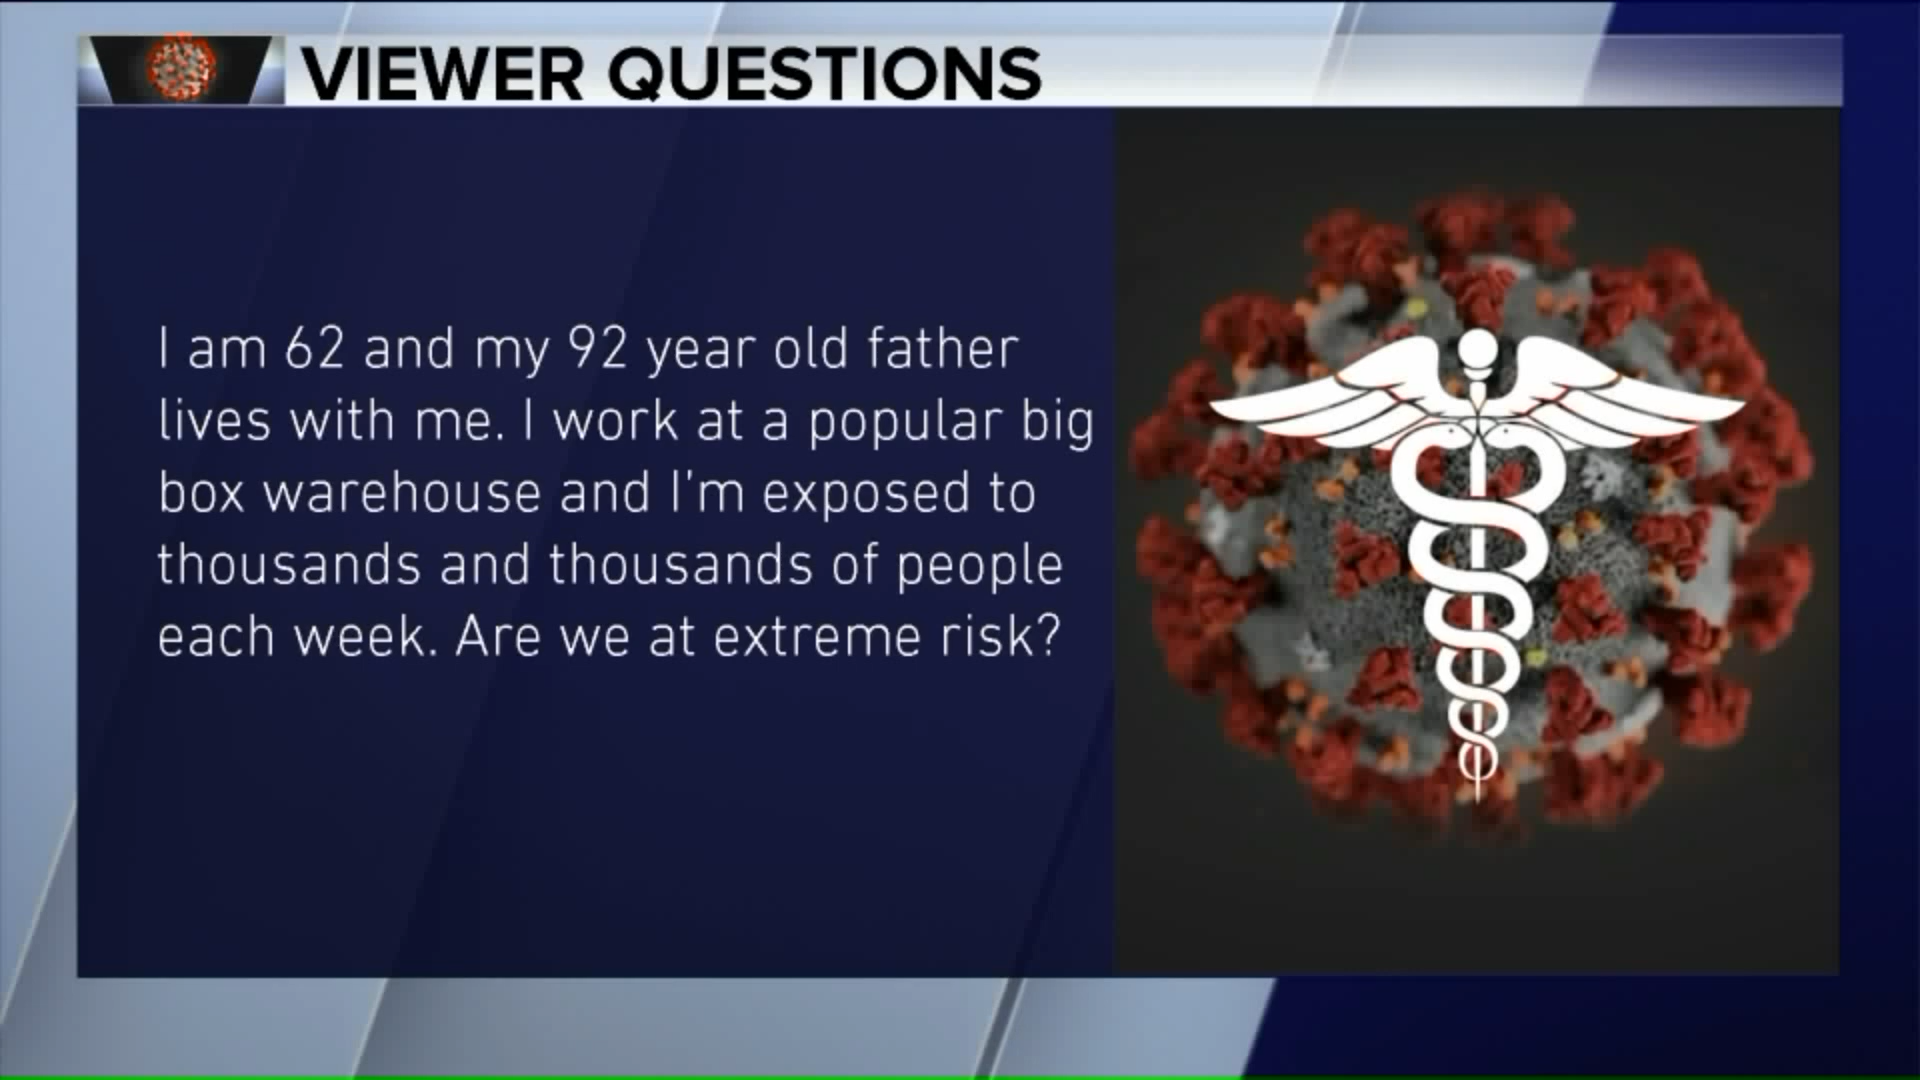 VIEWER QUESTIONS
I am 62 and my 92 year old father
lives with me. I work at a popular big
box warehouse and I'm exposed to
thousands and thousands of people
each week. Are we at extreme risk?